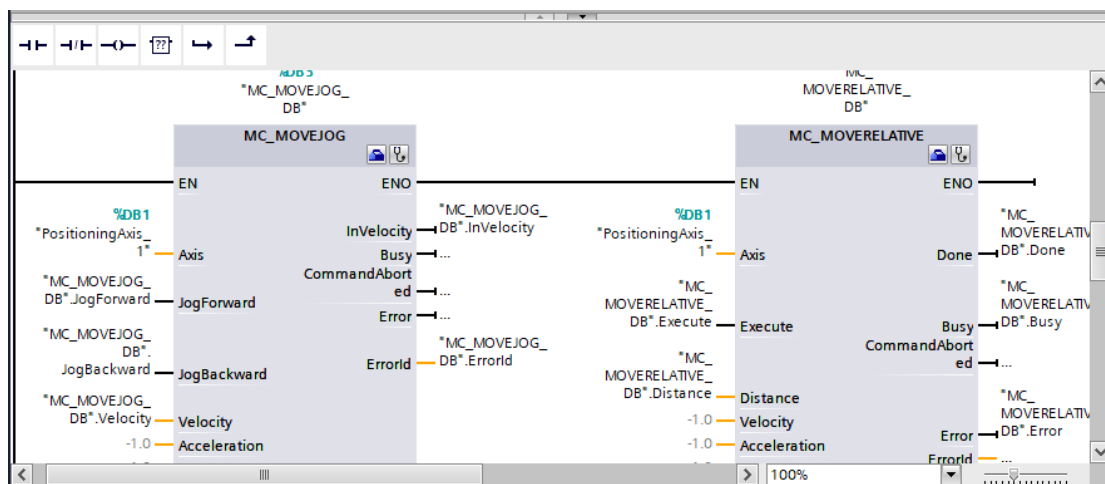 ??
%DB3
"MC_MOVEJOG_
DB"
MC_MOVEJOG
EN
ENO
%DB1
"PositioningAxis_
1"
Axis
"MC_MOVEJOG_
DB".JogForward
JogForward
"MC_MOVEJOG_
DB".
JogBackward
JogBackward
"MC_MOVEJOG_
DB".Velocity
Velocity
-1.0
Acceleration
InVelocity
"MC_MOVEJOG_
DB".InVelocity
Busy
...
CommandAbort
ed
...
Error
...
ErrorId
"MC_MOVEJOG_
DB".ErrorId
MC_
MOVERELATIVE_
DB"
MC_MOVERELATIVE
EN
ENO
%DB1
"PositioningAxis_
1"
Axis
"MC_
MOVERELATIVE_
DB".Execute
Execute
"MC_
MOVERELATIVE_
DB".Distance
Distance
-1.0
Velocity
-1.0
Acceleration
Done
"MC_
MOVERELATIV
DB".Done
Busy
"MC_
MOVERELATIV
DB".Busy
CommandAbort
ed
...
Error
"MC_
MOVERELATIV
DB".Error
ErrorId
...
100%